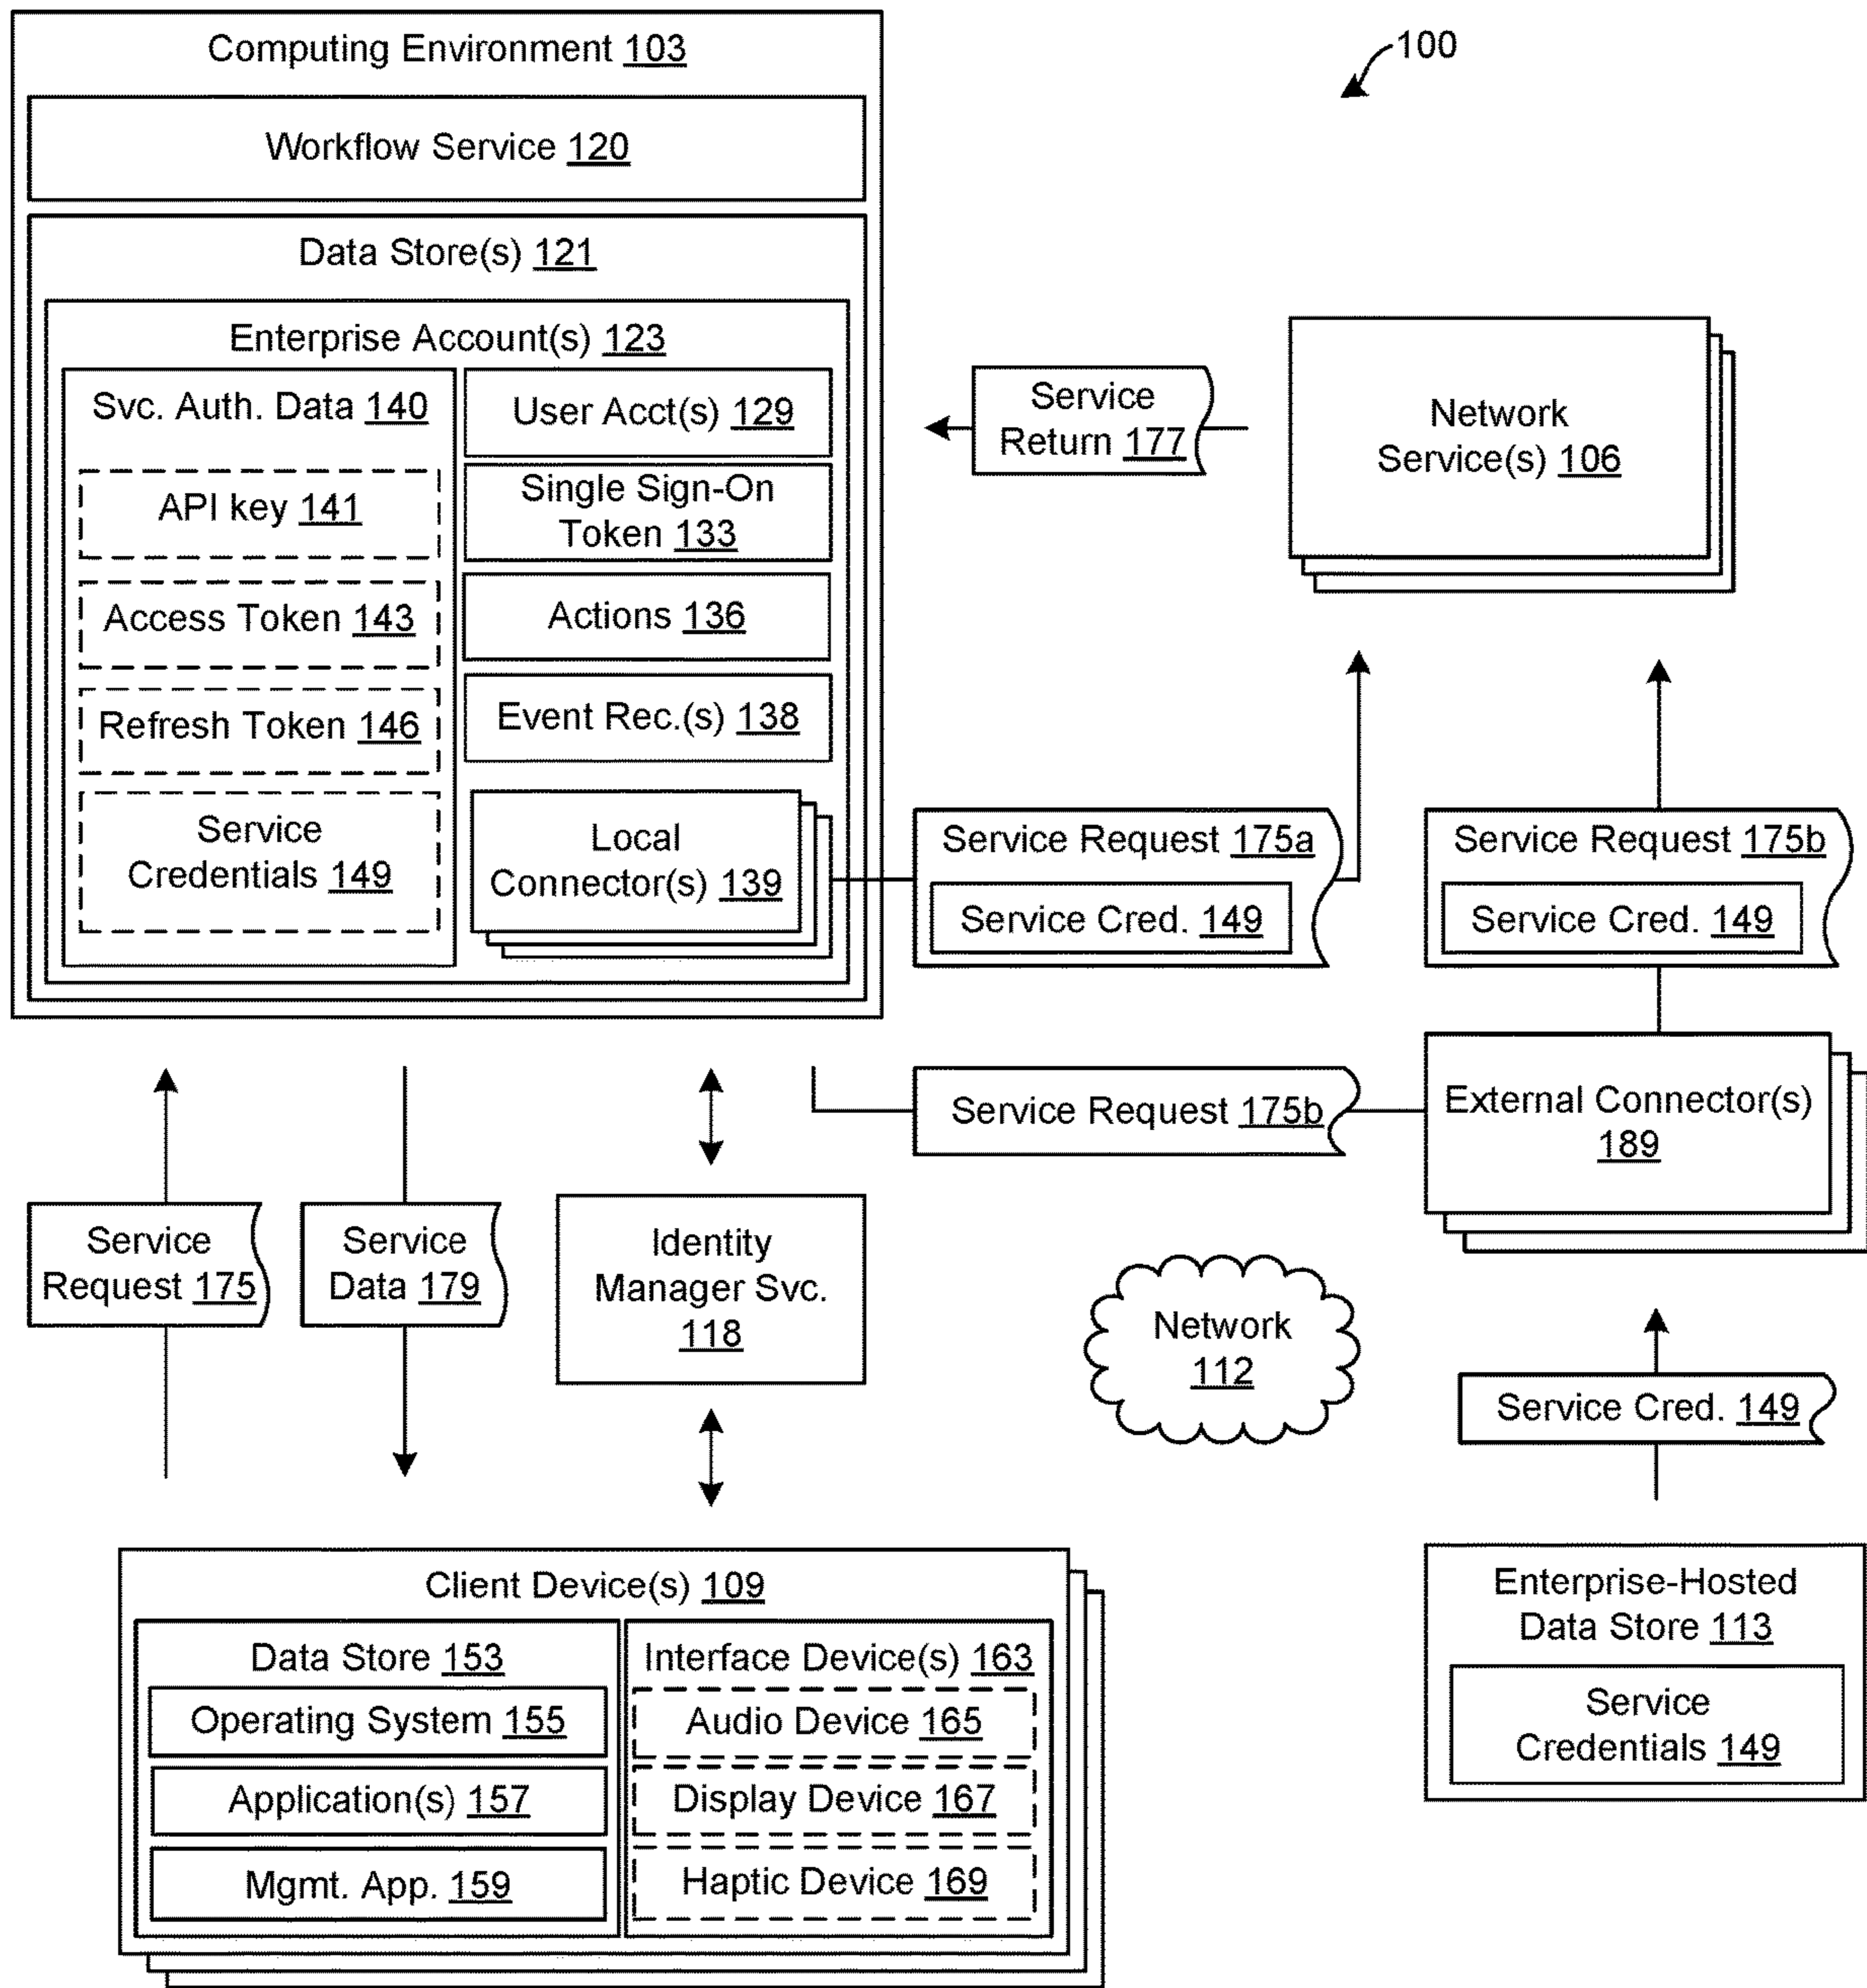 Computing Environment 103
100
Workflow Service 120
Data Store(s) 121
Enterprise Account(s) 123
Svc. Auth. Data 140
API key 141
Access Token 143
Refresh Token 146
Service
Credentials 149
User Acct(s) 129
Single Sign-On
Token 133
Actions 136
Event Rec.(s) 138
Local
Connector(s) 139
Service
Return 177
Network
Service(s) 106
Service Request 175a
Service Cred. 149
Service Request 175b
Service Cred. 149
Service Request 175b
External Connector(s)
189
Service
Request 175
Service
Data 179
Identity
Manager Svc.
118
Network
112
Service Cred. 149
Client Device(s) 109
Data Store 153
Operating System 155
Application(s) 157
Mgmt. App. 159
Interface Device(s) 163
Audio Device 165
Display Device 167
Haptic Device 169
Enterprise-Hosted
Data Store 113
Service
Credentials 149